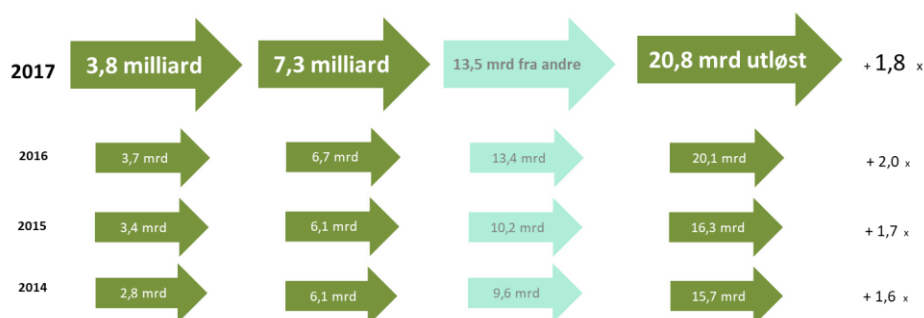 2017 3,8 milliard 7,3 milliard 13,5 mrd fra andre 20,8 mrd utløst + 1,8 x
2016 3,7 mrd 6,7 mrd 13,4 mrd 20,1 mrd + 2,0 x
2015 3,4 mrd 6,1 mrd 10,2 mrd 16,3 mrd + 1,7 x
2014 2,8 mrd 6,1 mrd 9,6 mrd 15,7 mrd + 1,6 x